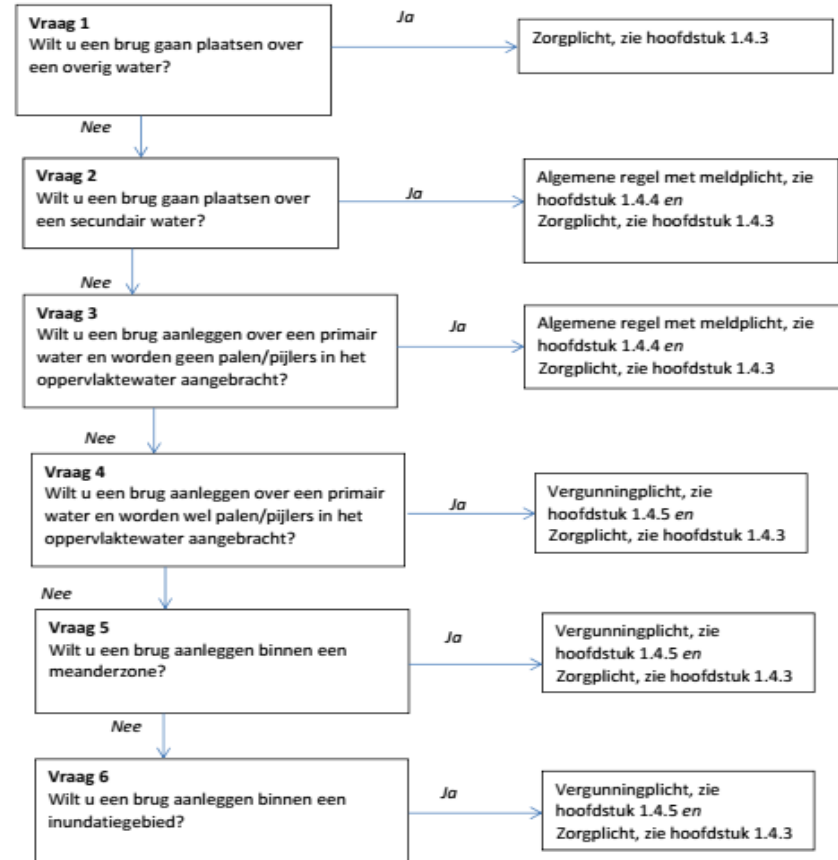 Vraag 1
Wilt u een brug gaan plaatsen over
een overig water?
Ja
Zorgplicht, zie hoofdstuk 1.4.3
Nee
Vraag 2
Wilt u een brug gaan plaatsen over
een secundair water?
Ja
Algemene regel met meldplicht, zie
hoofdstuk 1.4.4 en
Zorgplicht, zie hoofdstuk 1.4.3
Nee
Vraag 3
Wilt u een brug aanleggen over een primair
water en worden geen palen/pijlers in het
oppervlaktewater aangebracht?
Ja
Algemene regel met meldplicht, zie
hoofdstuk 1.4.4 en
Zorgplicht, zie hoofdstuk 1.4.3
Nee
Vraag 4
Wilt u een brug aanleggen over een primair
water en worden wel palen/pijlers in het
oppervlaktewater aangebracht?
Ja
Vergunningplicht, zie
hoofdstuk 1.4.5 en
Zorgplicht, zie hoofdstuk 1.4.3
Nee
Vraag 5
Wilt u een brug aanleggen binnen een
meanderzone?
Ja
Vergunningplicht, zie
hoofdstuk 1.4.5 en
Zorgplicht, zie hoofdstuk 1.4.3
Nee
Vraag 6
Wilt u een brug aanleggen binnen een
inundatiegebied?
Ja
Vergunningplicht, zie
hoofdstuk 1.4.5 en
Zorgplicht, zie hoofdstuk 1.4.3